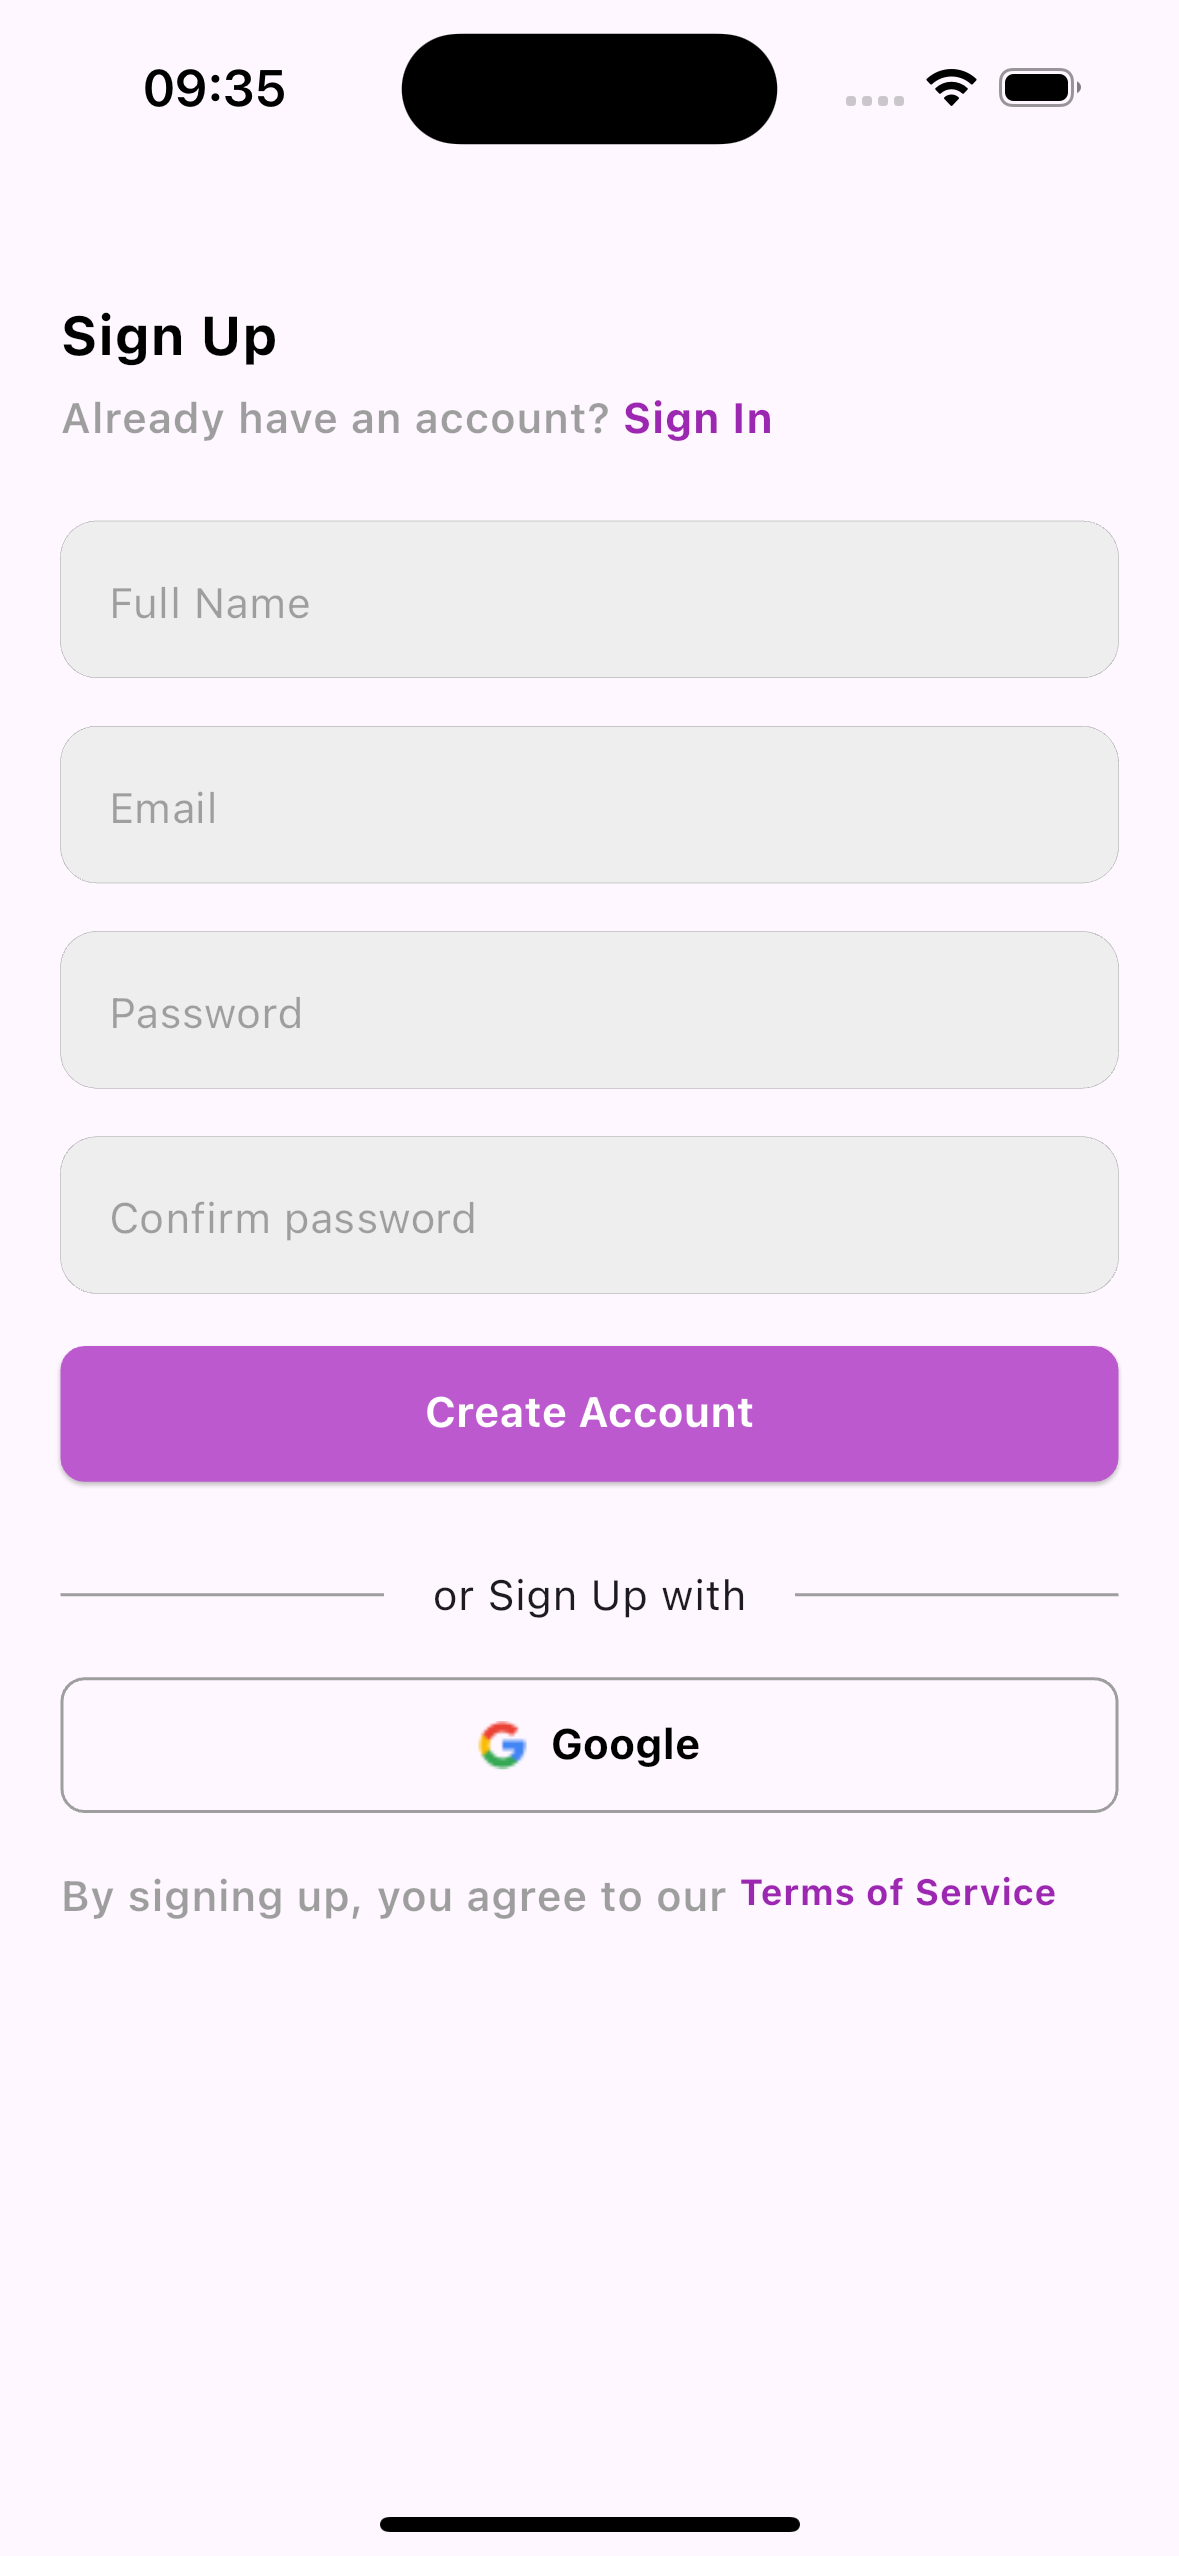 09:35
Sign Up
Already have an account? Sign In
Full Name
Email
Password
Confirm password
Create Account
or Sign Up with
Google
By signing up, you agree to our Terms of Service